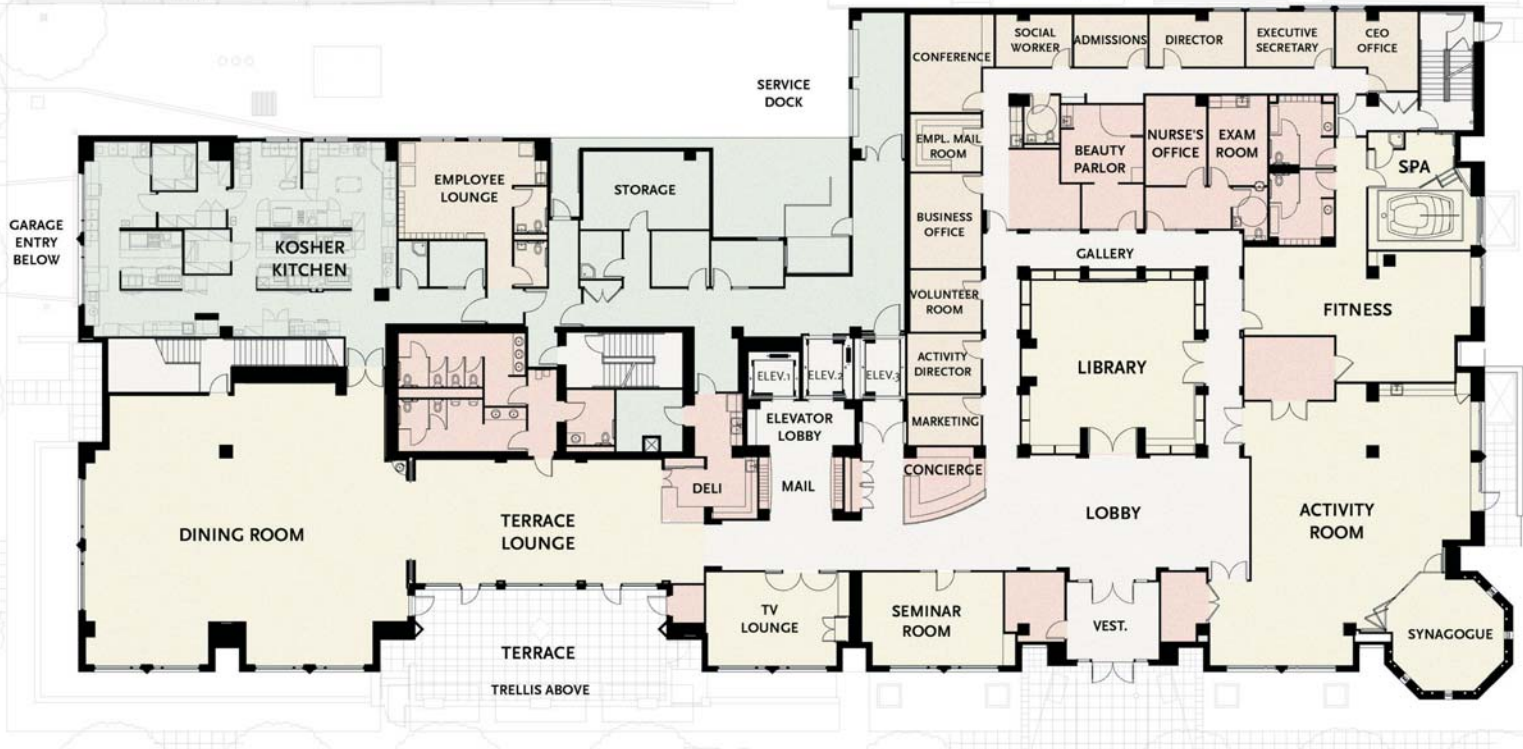 CONFERENCE
SOCIAL
WORKER
ADMISSIONS
DIRECTOR
EXECUTIVE
SECRETARY
CEO
OFFICE
SERVICE
DOCK
EMPL. MAIL
ROOM
BEAUTY
PARLOR
NURSE'S
OFFICE
EXAM
ROOM
SPA
EMPLOYEE
LOUNGE
STORAGE
GARAGE
ENTRY
BELOW
KOSHER
KITCHEN
BUSINESS
OFFICE
GALLERY
VOLUNTEER
ROOM
FITNESS
ACTIVITY
DIRECTOR
LIBRARY
ELEV.1
ELEV.2
ELEV.3
ELEVATOR
LOBBY
MARKETING
CONCIERGE
DELI
MAIL
LOBBY
ACTIVITY
ROOM
DINING ROOM
TERRACE
LOUNGE
TV
LOUNGE
SEMINAR
ROOM
VEST.
SYNAGOGUE
TERRACE
TRELLIS ABOVE